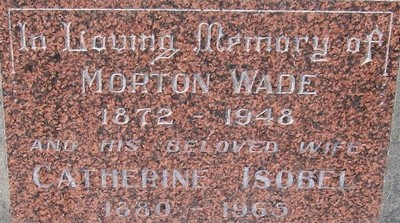 In Loving Memory of
MORTON WADE
1872 - 1948
AND HIS BELOVED WIFE
CATHERINE ISOBEL
1880 - 1965